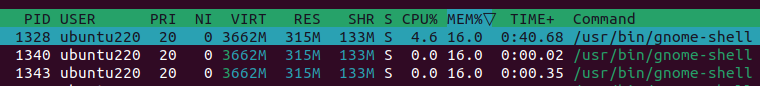 PID USER PRI NI VIRT RES SHR S CPU% MEM%▽ TIME+ Command
1328 ubuntu220 20 0 3662M 315M 133M S 4.6 16.0 0:40.68 /usr/bin/gnome-shell
1340 ubuntu220 20 0 3662M 315M 133M S 0.0 16.0 0:00.02 /usr/bin/gnome-shell
1343 ubuntu220 20 0 3662M 315M 133M S 0.0 16.0 0:00.35 /usr/bin/gnome-shell